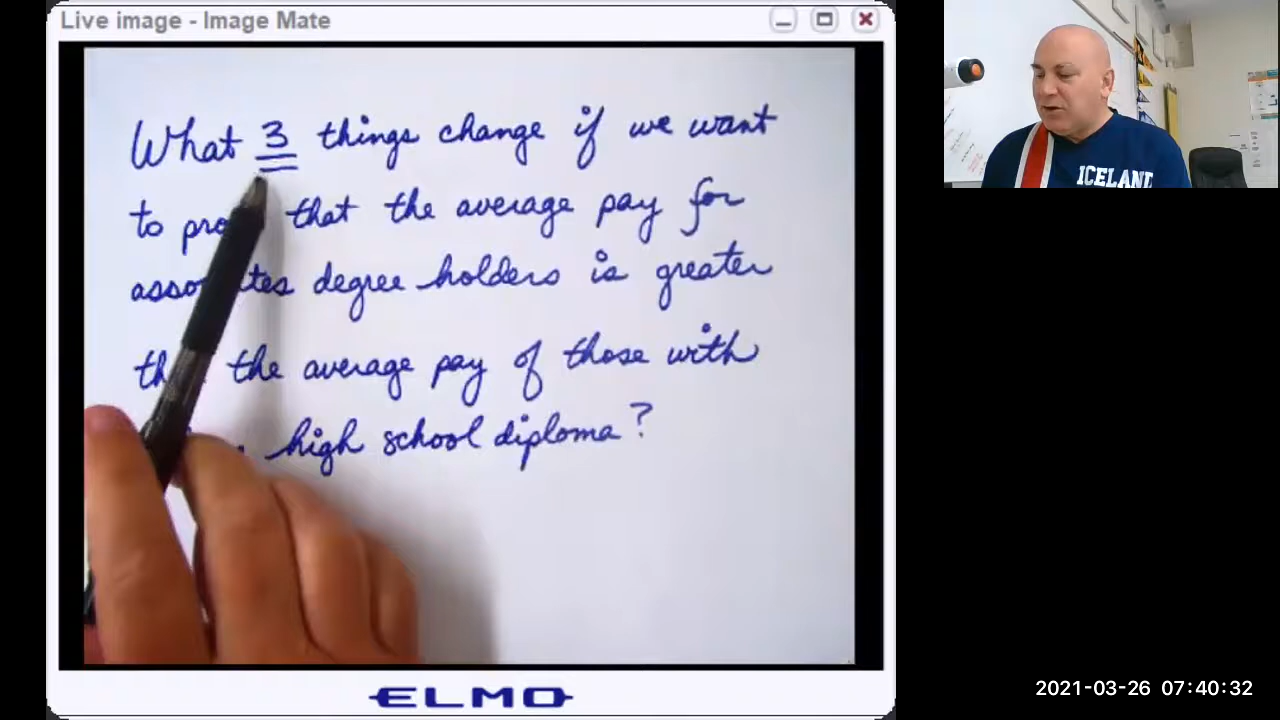 Live image - Image Mate
What 3 things change if we want
to that the average pay for
degree holders is greater
the average pay of those with
high school diploma?
ELMO
ICELAND
2021-03-26 07:40:32